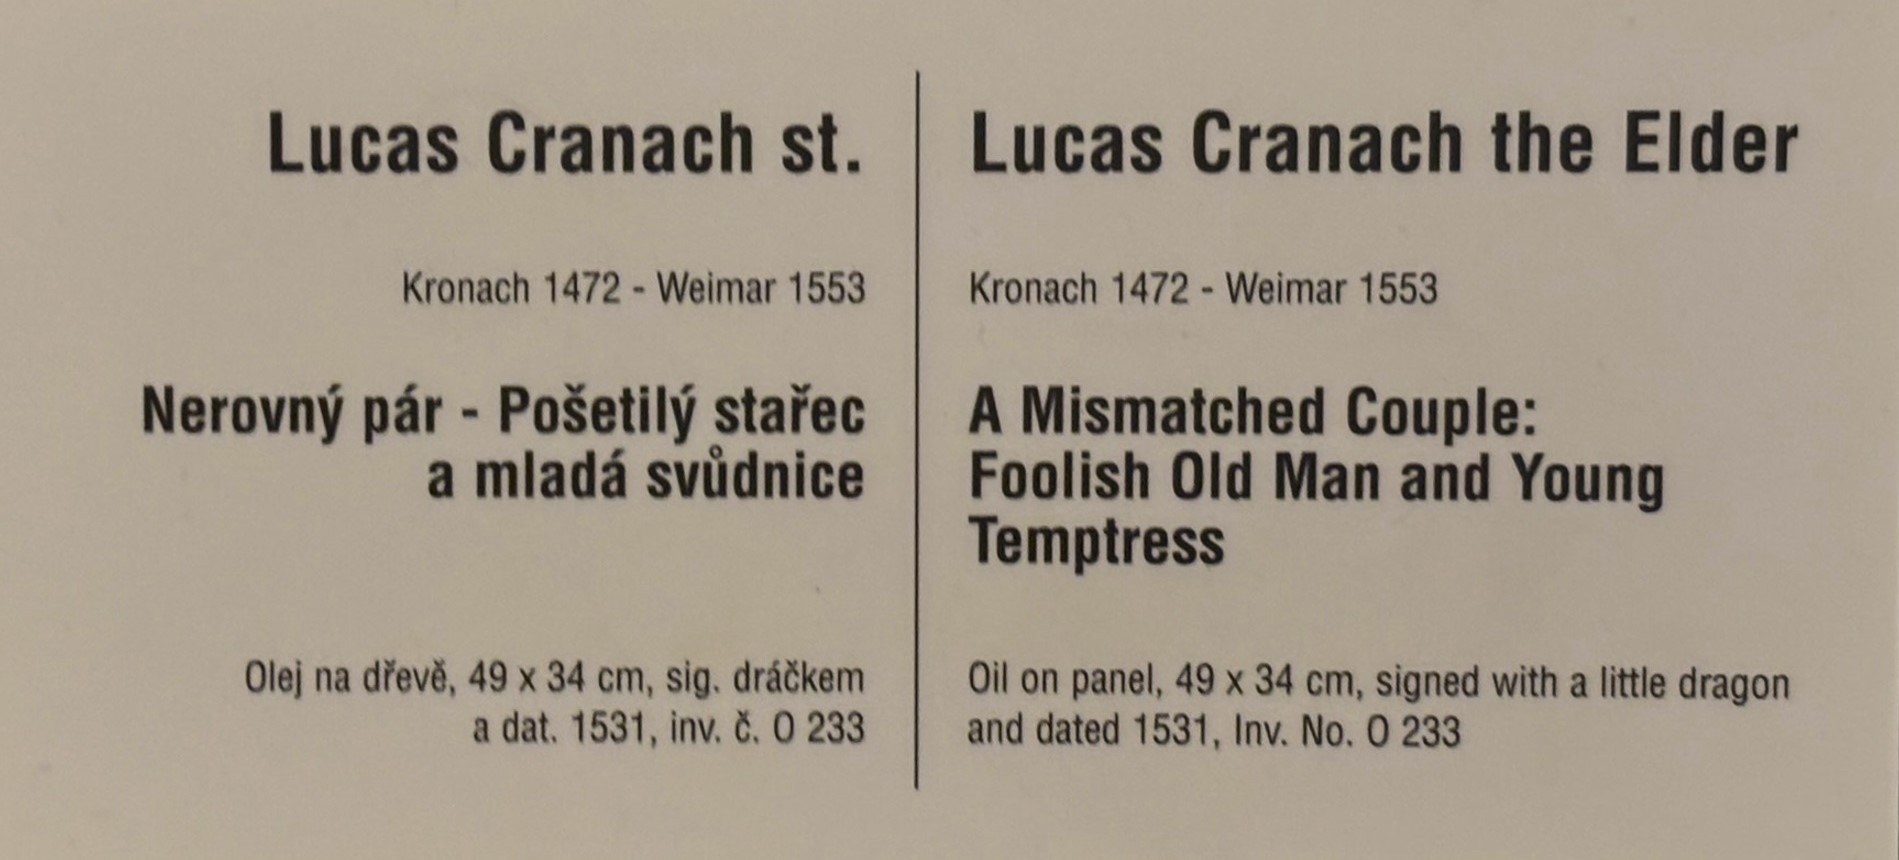 Lucas Cranach st.
Kronach 1472 - Weimar 1553
Nerovný pár - Pošetilý stařec
a mladá svůdnice
Olej na dřevě, 49 x 34 cm, sig. dráčkem
a dat. 1531, inv. č. O 233
Lucas Cranach the Elder
Kronach 1472 - Weimar 1553
A Mismatched Couple:
Foolish Old Man and Young
Temptress
Oil on panel, 49 x 34 cm, signed with a little dragon
and dated 1531, Inv. No. O 233